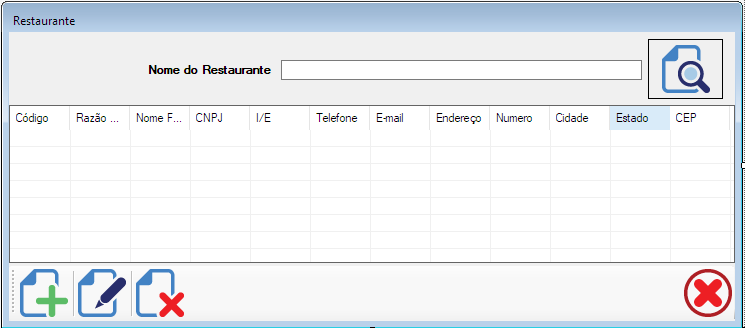 Restaurante
Nome do Restaurante
Código Razão ... Nome F... CNPJ I/E Telefone E-mail Endereço Numero Cidade Estado CEP